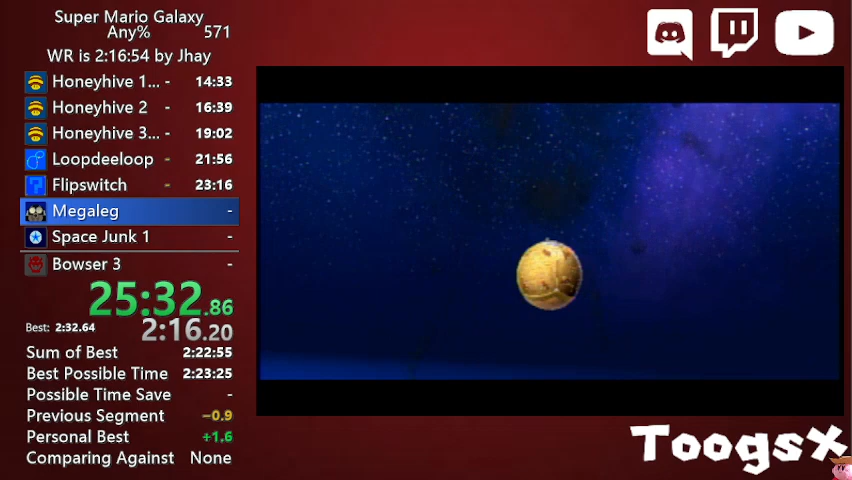 Super Mario Galaxy
Any% 571
WR is 2:16:54 by Jhay
Honeyhive 1... - 14:33
Honeyhive 2 - 16:39
Honeyhive 3... - 19:02
Loopdeeloop - 21:56
Flipswitch - 23:16
Megaleg -
Space Junk 1 -
Bowser 3 -
25:32.86
Best: 2:32.64 2:16.20
Sum of Best 2:22:55
Best Possible Time 2:23:25
Possible Time Save -
Previous Segment −0.9
Personal Best +1.6
Comparing Against None
ToogsX